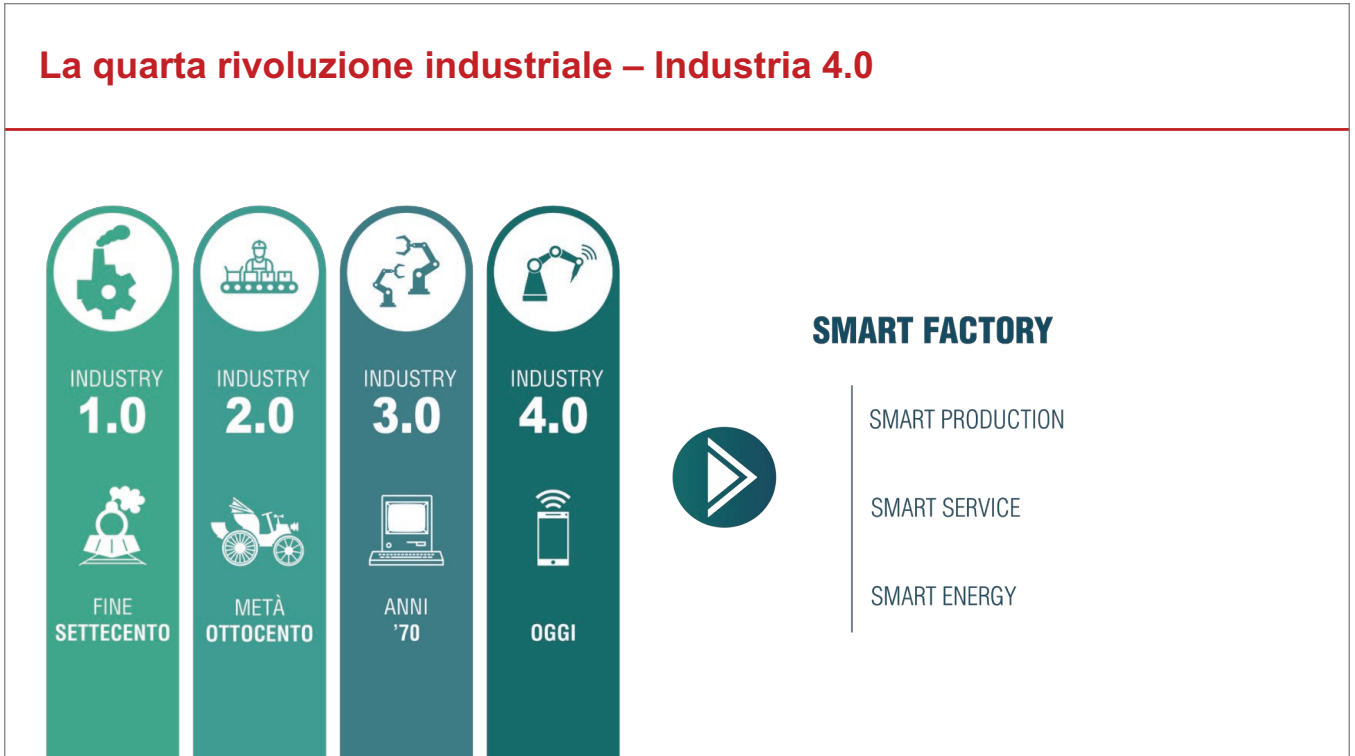 La quarta rivoluzione industriale – Industria 4.0
INDUSTRY
1.0
FINE
SETTECENTO
INDUSTRY
2.0
METÀ
OTTOCENTO
INDUSTRY
3.0
ANNI
’70
INDUSTRY
4.0
OGGI
SMART FACTORY
SMART PRODUCTION
SMART SERVICE
SMART ENERGY